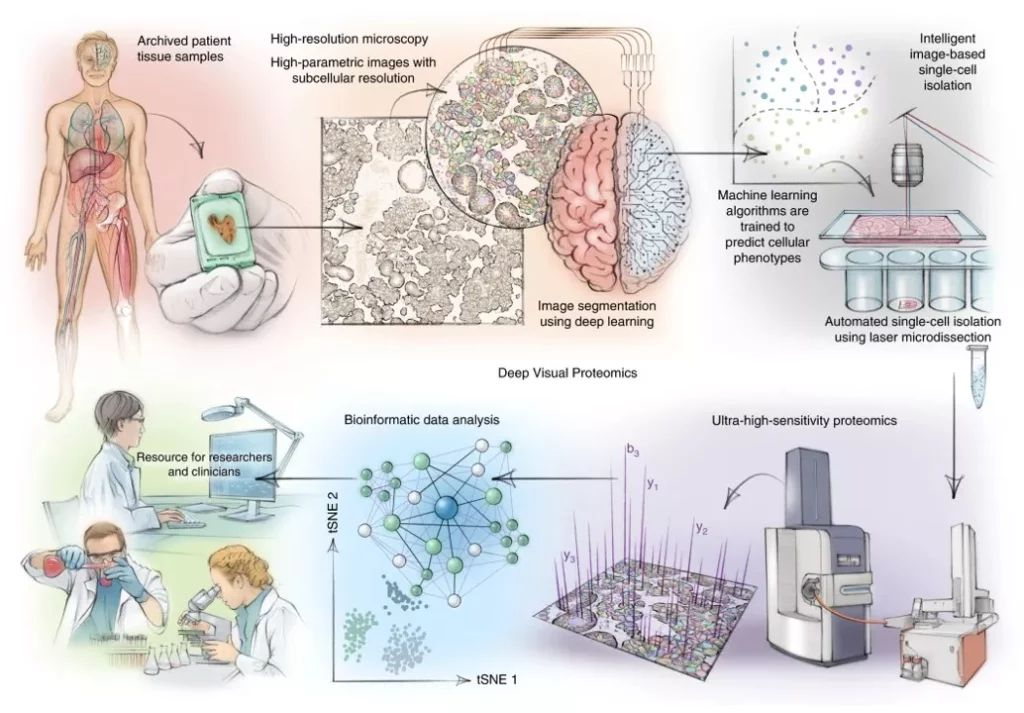 Archived patient
tissue samples
High-resolution microscopy
High-parametric images with
subcellular resolution
Image segmentation
using deep learning
Machine learning
algorithms are
trained to
predict cellular
phenotypes
Intelligent
image-based
single-cell
isolation
Automated single-cell isolation
using laser microdissection
Deep Visual Proteomics
Ultra-high-sensitivity proteomics
b3
y1
y2
y3
Bioinformatic data analysis
tSNE 2
tSNE 1
Resource for researchers
and clinicians